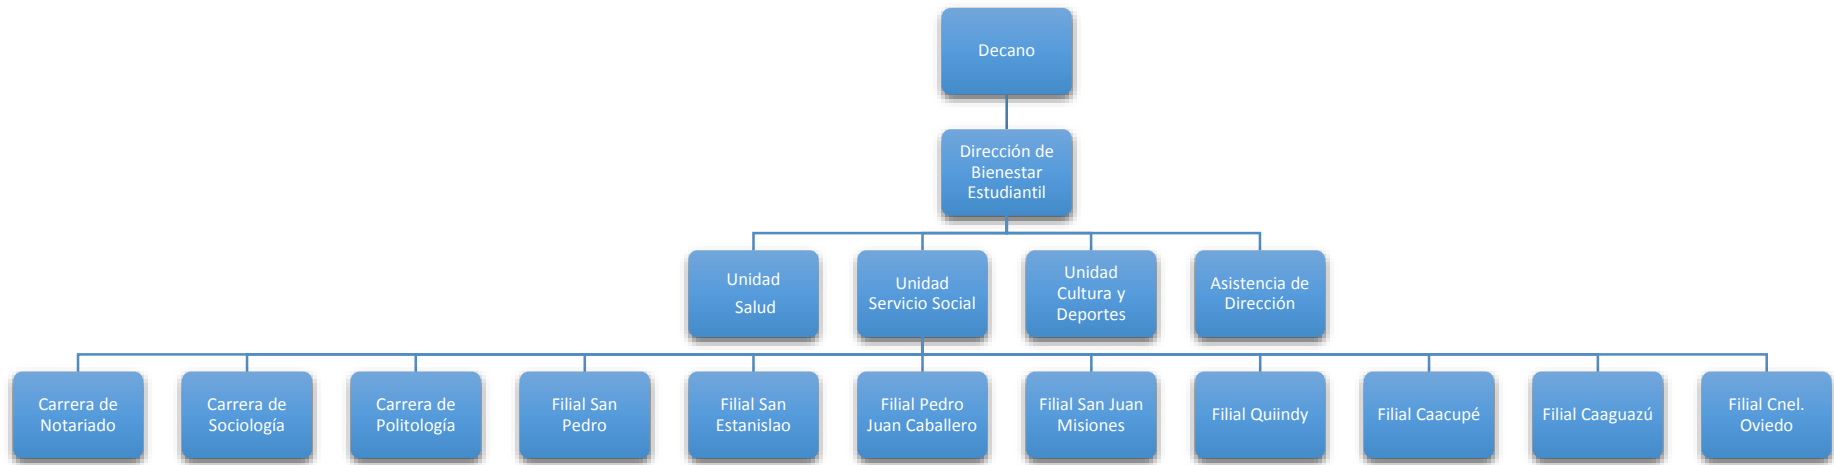 Decano
Dirección de
Bienestar
Estudiantil
Unidad
Salud
Unidad
Servicio Social
Unidad
Cultura y
Deportes
Asistencia de
Dirección
Carrera de
Notariado
Carrera de
Sociología
Carrera de
Politología
Filial San
Pedro
Filial San
Estanislao
Filial Pedro
Juan Caballero
Filial San Juan
Misiones
Filial Quiindy
Filial Caacupé
Filial Caaguazú
Filial Cnel.
Oviedo